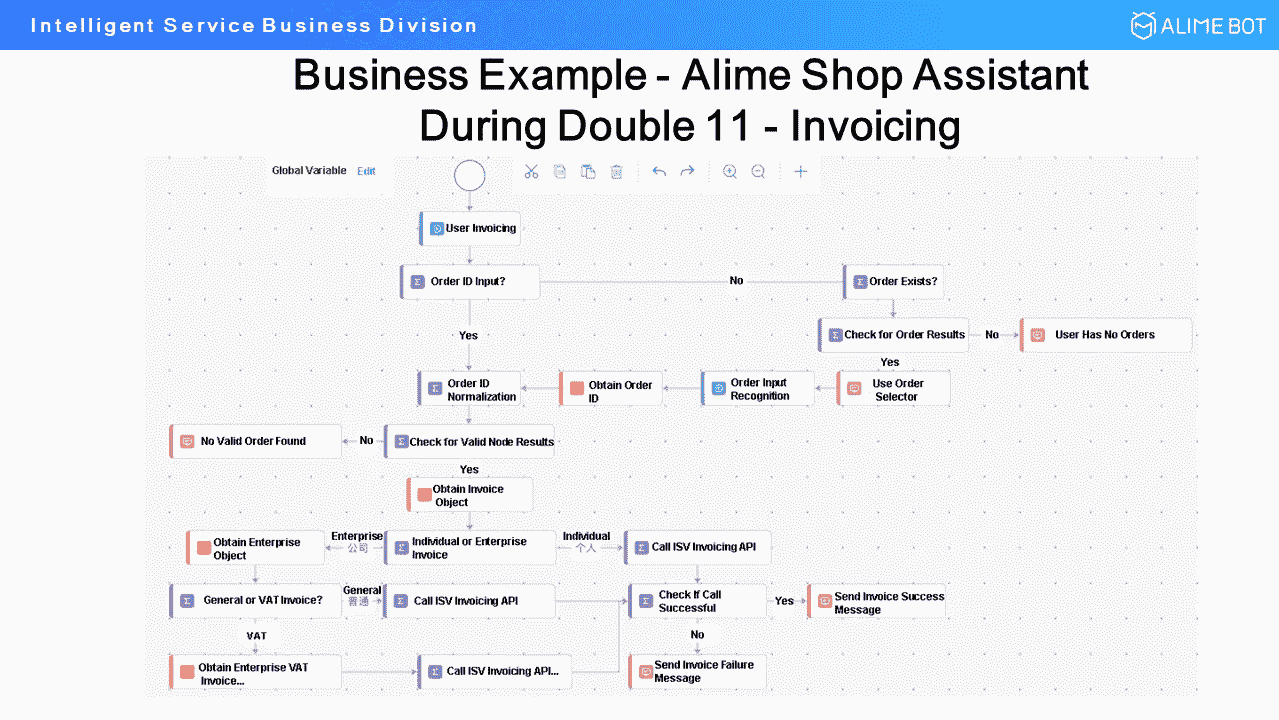 Intelligent Service Business Division
ALIME BOT
Business Example - Alime Shop Assistant
During Double 11 - Invoicing
Global Variable Edit
User Invoicing
Order ID Input?
No
Order Exists?
Yes
Check for Order Results
No
User Has No Orders
Yes
Order ID
Normalization
Obtain Order
ID
Order Input
Recognition
Use Order
Selector
No Valid Order Found
No
Check for Valid Node Results
Yes
Obtain Invoice
Object
Obtain Enterprise
Object
Enterprise
公司
Individual or Enterprise
Invoice
Individual
个人
Call ISV Invoicing API
General or VAT Invoice?
General
普通
Call ISV Invoicing API
Check If Call
Successful
Yes
Send Invoice Success
Message
VAT
No
Obtain Enterprise VAT
Invoice...
Call ISV Invoicing API...
Send Invoice Failure
Message